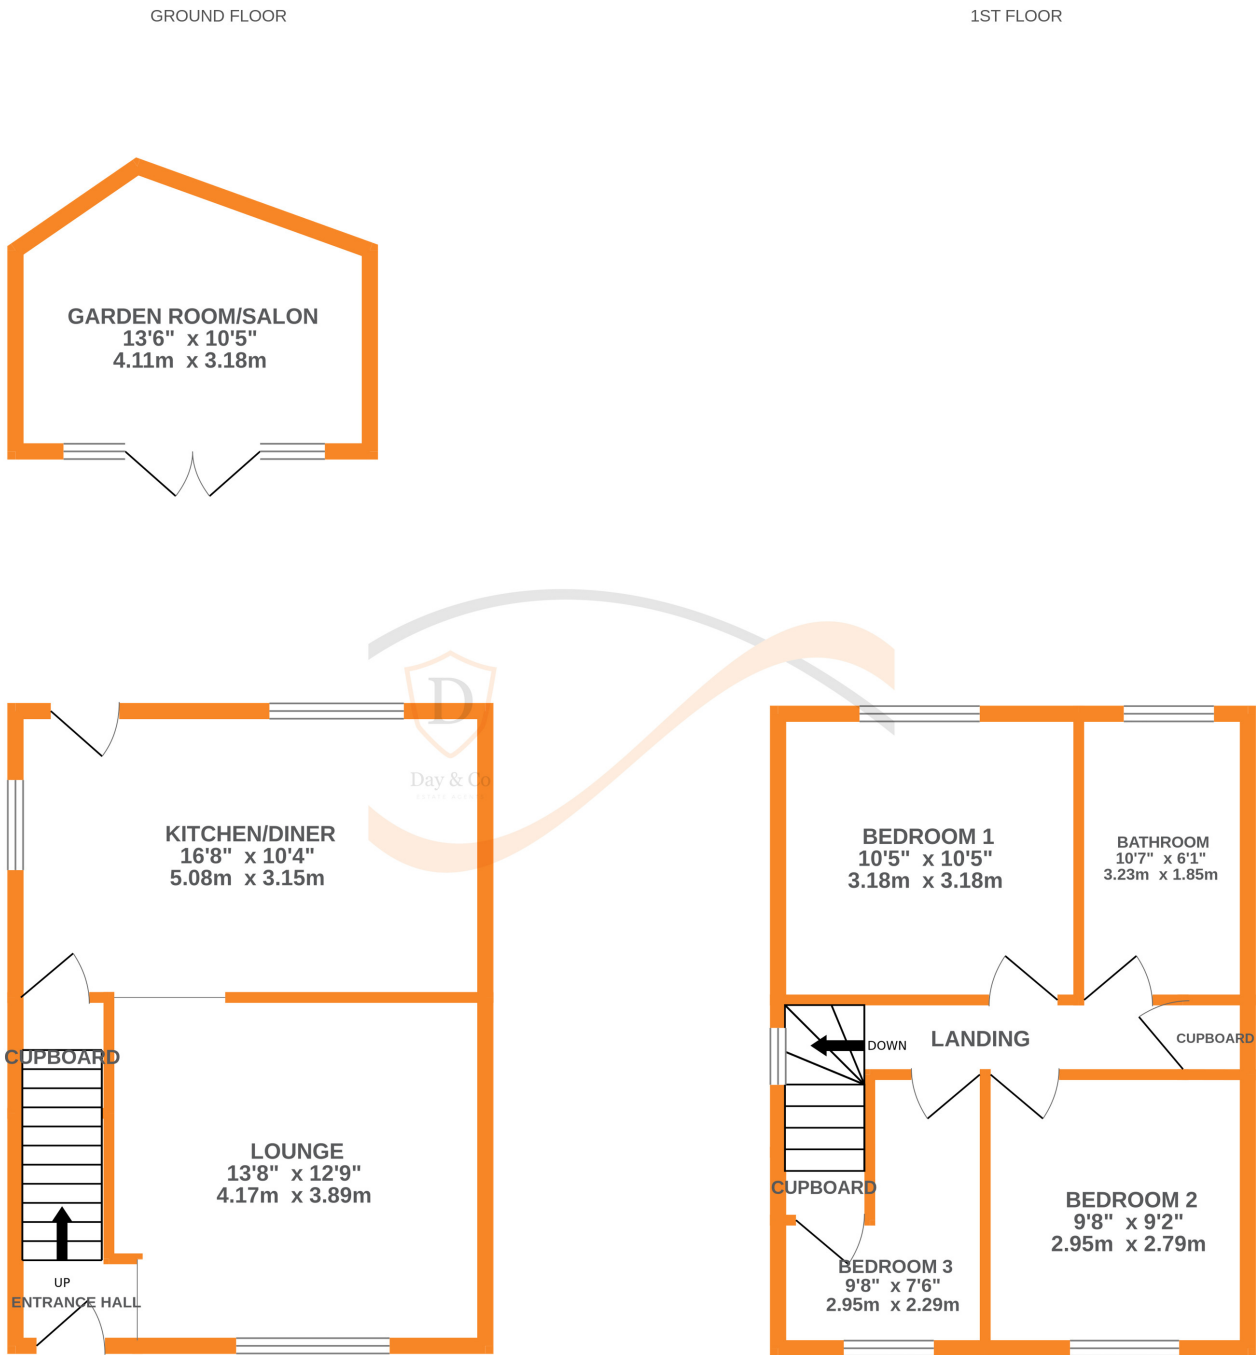 GROUND FLOOR
1ST FLOOR
GARDEN ROOM/SALON
13'6" x 10'5"
4.11m x 3.18m
D
Day & Co
KITCHEN/DINER
16'8" x 10'4"
5.08m x 3.15m
BEDROOM 1
10'5" x 10'5"
3.18m x 3.18m
BATHROOM
10'7" x 6'1"
3.23m x 1.85m
CUPBOARD
DOWN
LANDING
CUPBOARD
LOUNGE
13'8" x 12'9"
4.17m x 3.89m
CUPBOARD
BEDROOM 2
9'8" x 9'2"
2.95m x 2.79m
BEDROOM 3
9'8" x 7'6"
2.95m x 2.29m
UP
ENTRANCE HALL